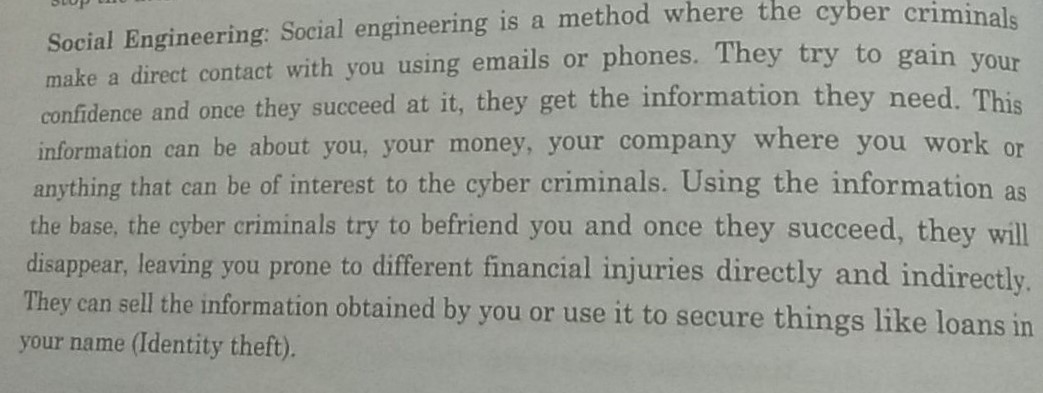 Social Engineering: Social engineering is a method where the cyber criminals
make a direct contact with you using emails or phones. They try to gain your
confidence and once they succeed at it, they get the information they need. This
information can be about you, your money, your company where you work or
anything that can be of interest to the cyber criminals. Using the information as
the base, the cyber criminals try to befriend you and once they succeed, they will
disappear, leaving you prone to different financial injuries directly and indirectly.
They can sell the information obtained by you or use it to secure things like loans in
your name (Identity theft).